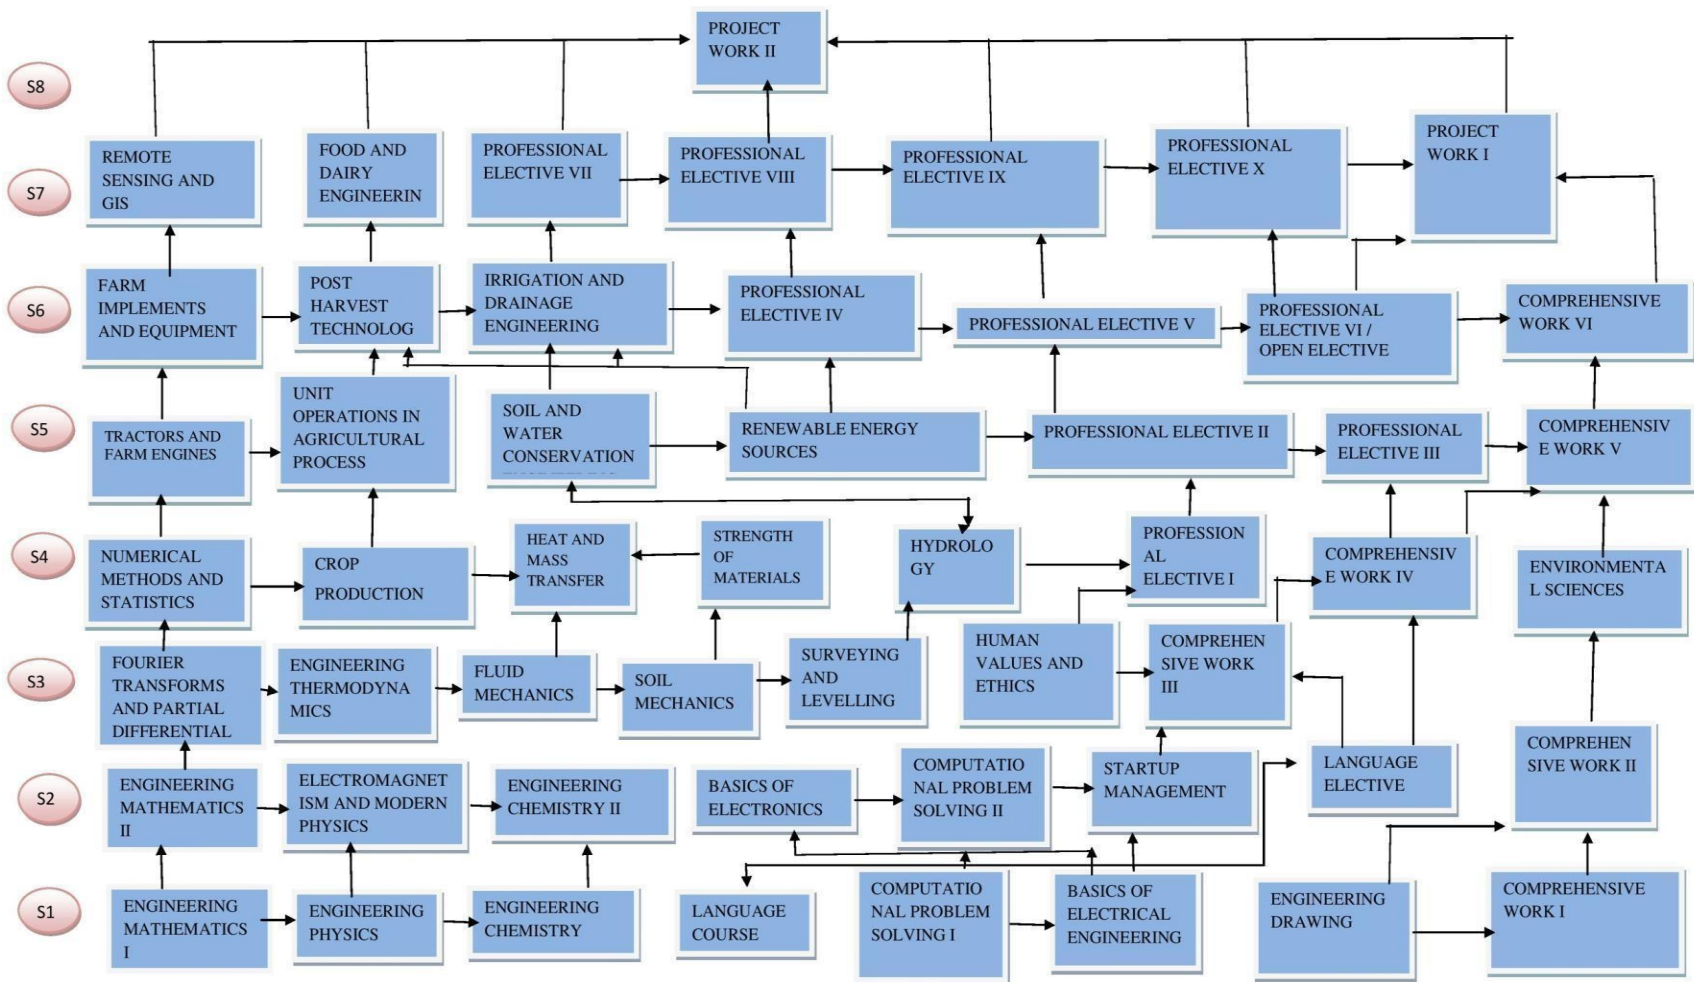 PROJECT
WORK II
S8
REMOTE
SENSING AND
GIS
FOOD AND
DAIRY
ENGINEERIN
PROFESSIONAL
ELECTIVE VII
PROFESSIONAL
ELECTIVE VIII
PROFESSIONAL
ELECTIVE IX
PROFESSIONAL
ELECTIVE X
PROJECT
WORK I
S7
FARM
IMPLEMENTS
AND EQUIPMENT
POST
HARVEST
TECHNOLOG
IRRIGATION AND
DRAINAGE
ENGINEERING
PROFESSIONAL
ELECTIVE IV
PROFESSIONAL ELECTIVE V
PROFESSIONAL
ELECTIVE VI /
OPEN ELECTIVE
COMPREHENSIVE
WORK VI
S6
TRACTORS AND
FARM ENGINES
UNIT
OPERATIONS IN
AGRICULTURAL
PROCESS
SOIL AND
WATER
CONSERVATION
RENEWABLE ENERGY
SOURCES
PROFESSIONAL ELECTIVE II
PROFESSIONAL
ELECTIVE III
COMPREHENSIV
E WORK V
S5
NUMERICAL
METHODS AND
STATISTICS
CROP
PRODUCTION
HEAT AND
MASS
TRANSFER
STRENGTH
OF
MATERIALS
HYDROLO
GY
PROFESSION
AL
ELECTIVE I
COMPREHENSIV
E WORK IV
ENVIRONMENTA
L SCIENCES
S4
FOURIER
TRANSFORMS
AND PARTIAL
DIFFERENTIAL
ENGINEERING
THERMODYNA
MICS
FLUID
MECHANICS
SOIL
MECHANICS
SURVEYING
AND
LEVELLING
HUMAN
VALUES AND
ETHICS
COMPREHEN
SIVE WORK
III
S3
ENGINEERING
MATHEMATICS
II
ELECTROMAGNET
ISM AND MODERN
PHYSICS
ENGINEERING
CHEMISTRY II
BASICS OF
ELECTRONICS
COMPUTATIO
NAL PROBLEM
SOLVING II
STARTUP
MANAGEMENT
LANGUAGE
ELECTIVE
COMPREHEN
SIVE WORK II
S2
ENGINEERING
MATHEMATICS
I
ENGINEERING
PHYSICS
ENGINEERING
CHEMISTRY
LANGUAGE
COURSE
COMPUTATIO
NAL PROBLEM
SOLVING I
BASICS OF
ELECTRICAL
ENGINEERING
ENGINEERING
DRAWING
COMPREHENSIVE
WORK I
S1